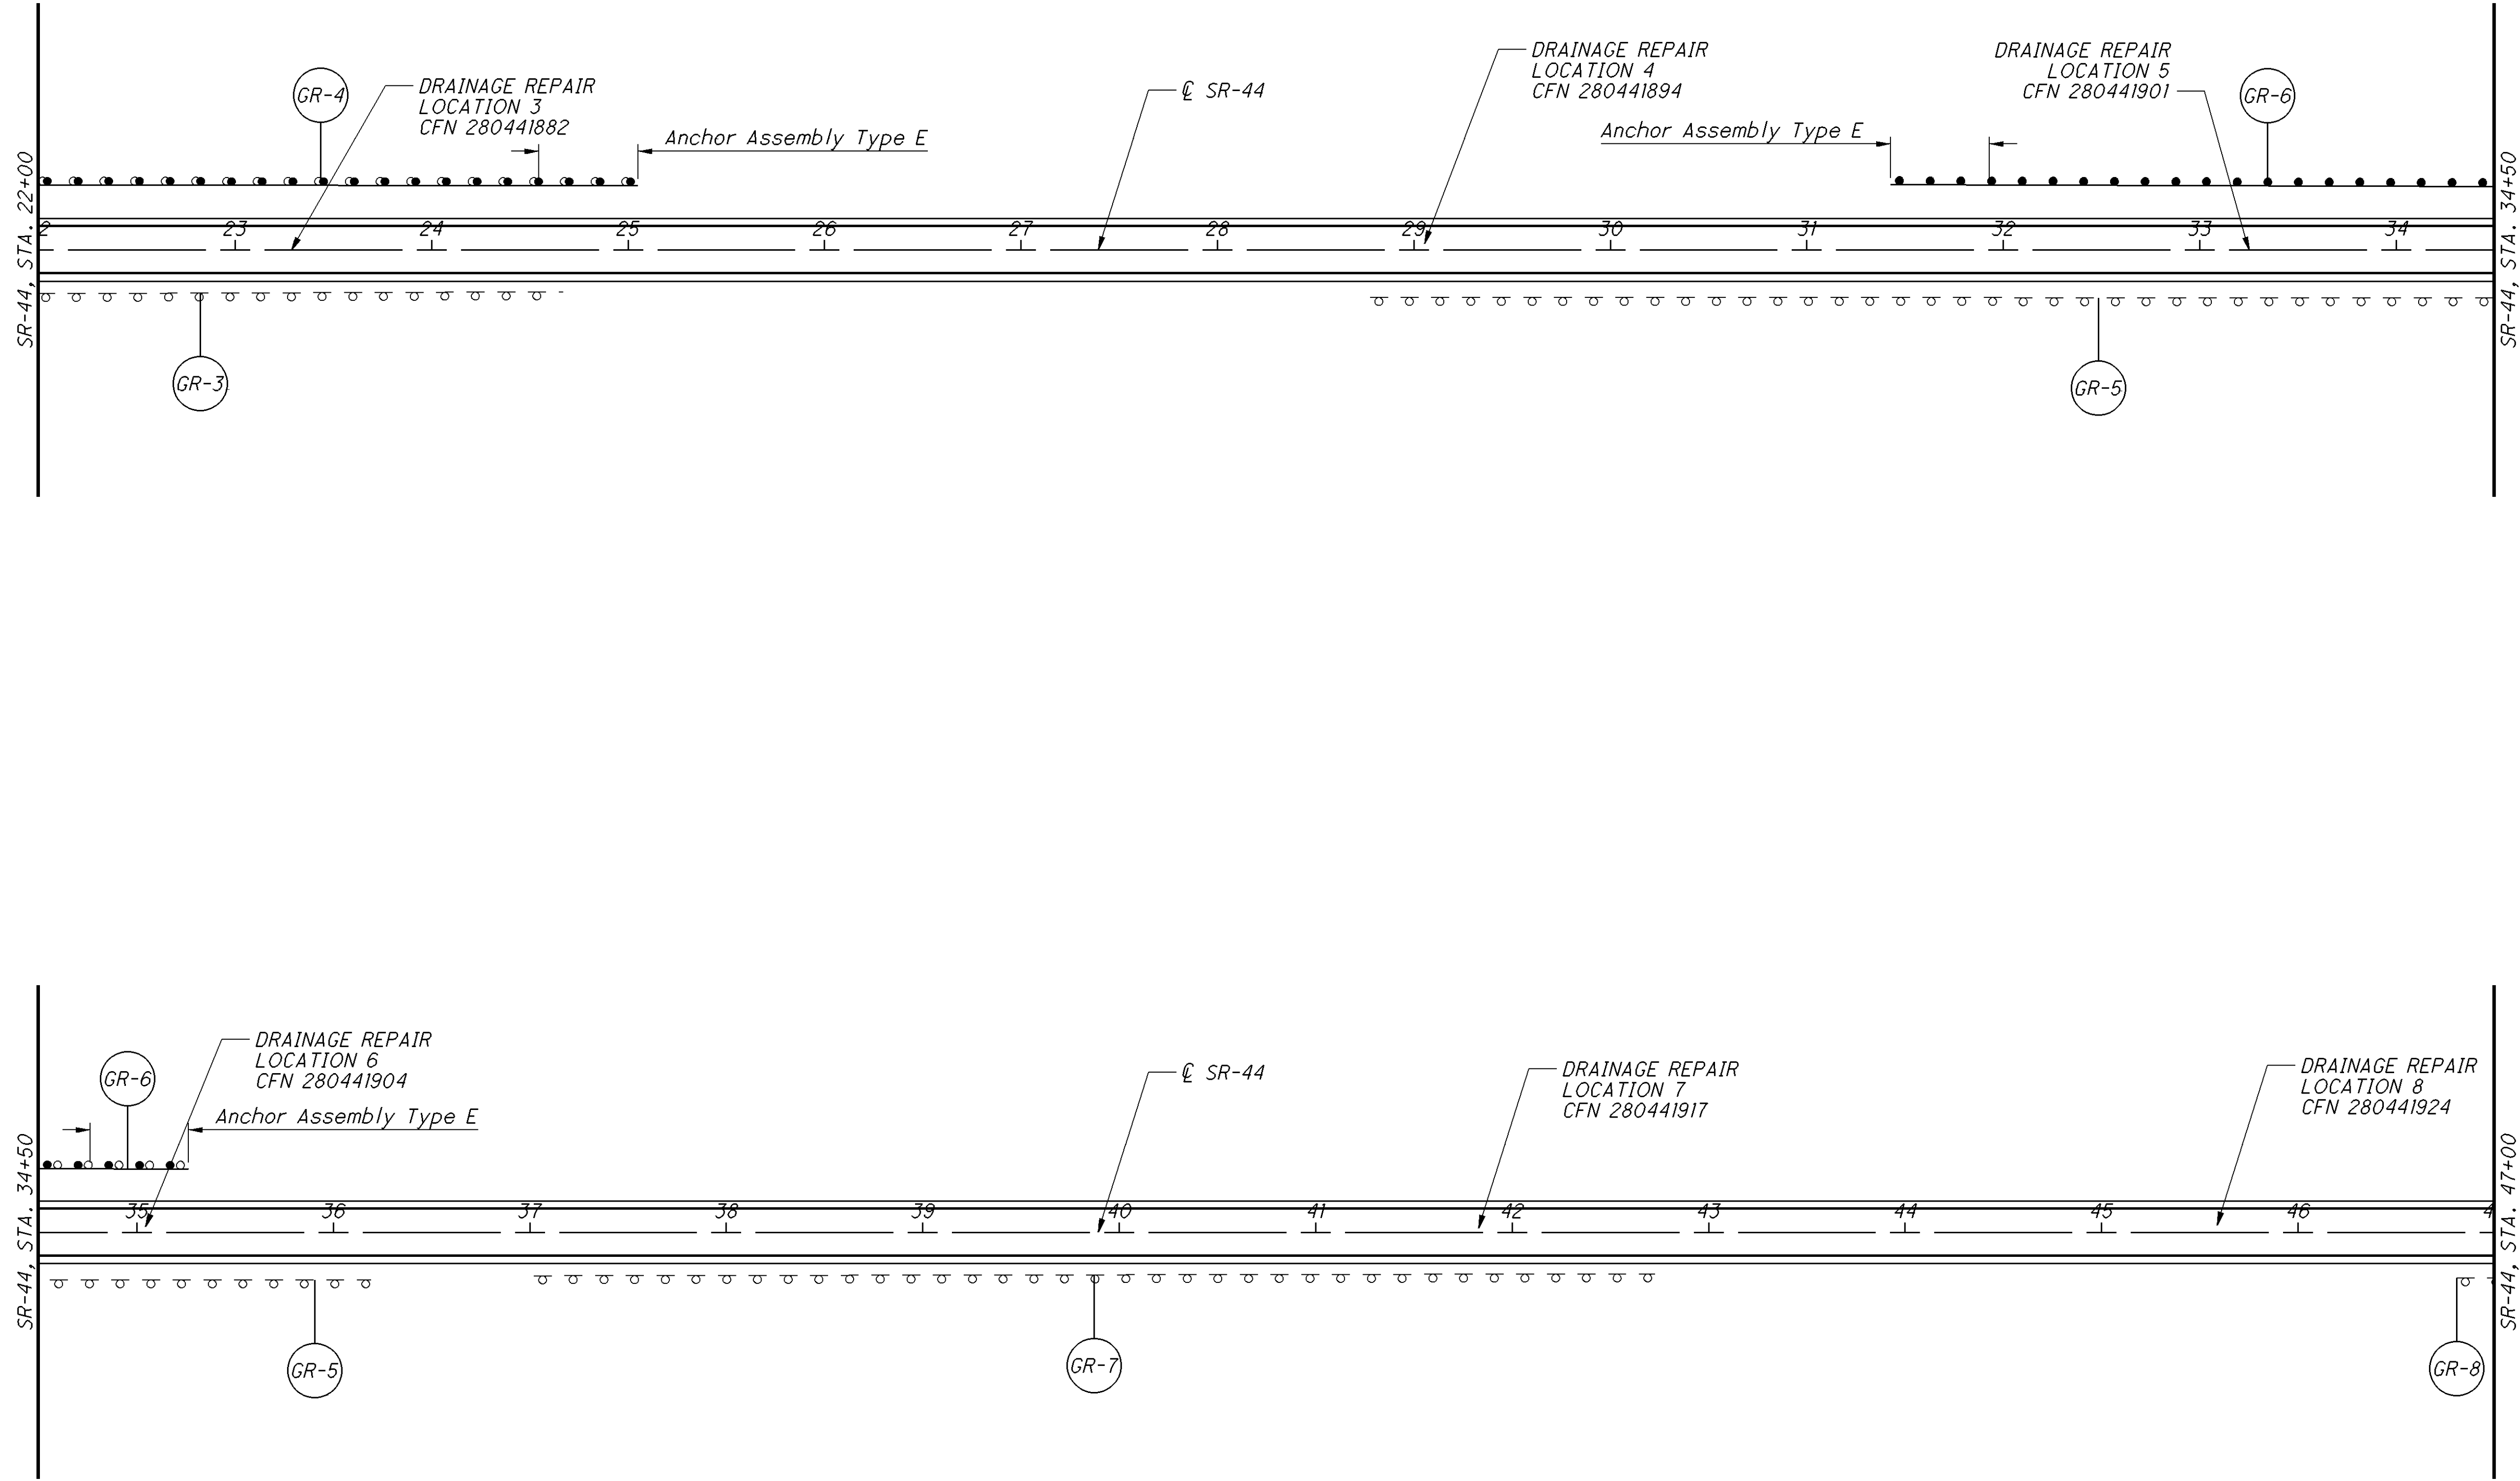 DRAINAGE REPAIR
LOCATION 3
CFN 280441882
GR-4
Anchor Assembly Type E
℄ SR-44
DRAINAGE REPAIR
LOCATION 4
CFN 280441894
DRAINAGE REPAIR
LOCATION 5
CFN 280441901
GR-6
Anchor Assembly Type E
SR-44, STA. 22+00
2 23 24 25 26 27 28 29 30 31 32 33 34
SR-44, STA. 34+50
GR-3
GR-5
DRAINAGE REPAIR
LOCATION 6
CFN 280441904
GR-6
Anchor Assembly Type E
℄ SR-44
DRAINAGE REPAIR
LOCATION 7
CFN 280441917
DRAINAGE REPAIR
LOCATION 8
CFN 280441924
SR-44, STA. 34+50
35 36 37 38 39 40 41 42 43 44 45 46 4
SR-44, STA. 47+00
GR-5
GR-7
GR-8